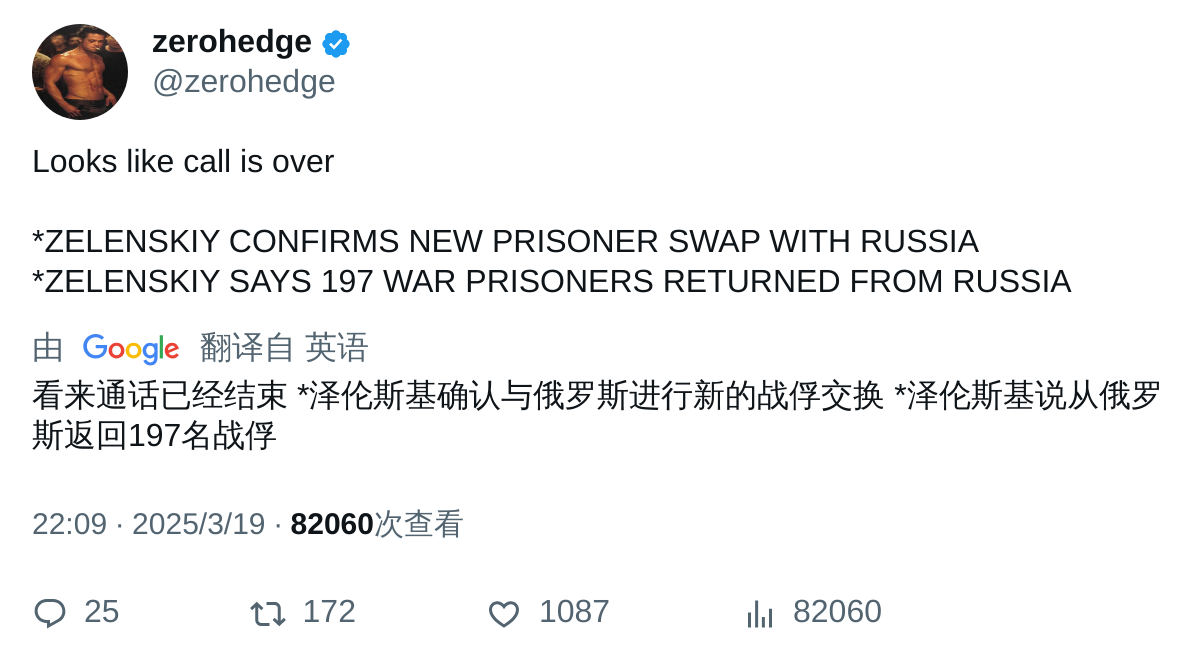 zerohedge
@zerohedge
Looks like call is over
*ZELENSKIY CONFIRMS NEW PRISONER SWAP WITH RUSSIA
*ZELENSKIY SAYS 197 WAR PRISONERS RETURNED FROM RUSSIA
由 Google 翻译自 英语
看来通话已经结束 *泽伦斯基确认与俄罗斯进行新的战俘交换 *泽伦斯基说从俄罗
斯返回197名战俘
22:09 · 2025/3/19 · 82060次查看
25 172 1087 82060